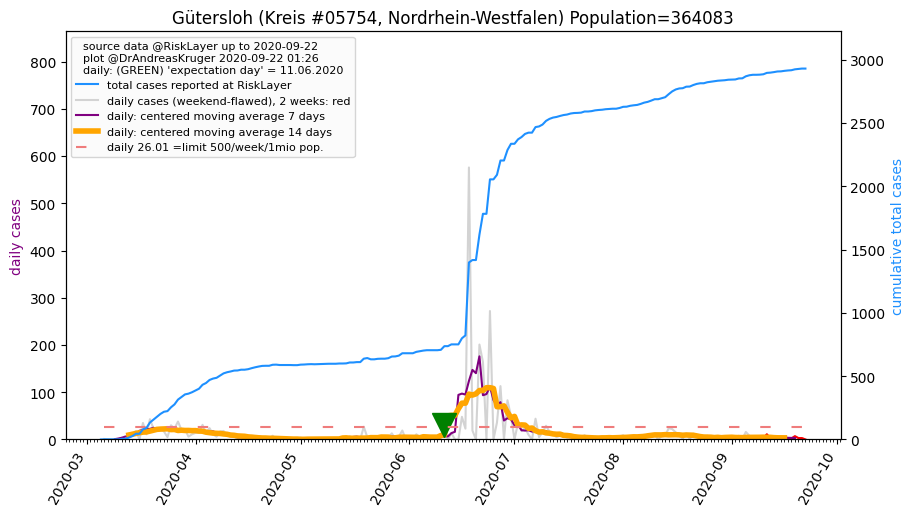 Gütersloh (Kreis #05754, Nordrhein-Westfalen) Population=364083
source data @RiskLayer up to 2020-09-22
plot @DrAndreasKruger 2020-09-22 01:26
daily: (GREEN) 'expectation day' = 11.06.2020
total cases reported at RiskLayer
daily cases (weekend-flawed), 2 weeks: red
daily: centered moving average 7 days
daily: centered moving average 14 days
daily 26.01 =limit 500/week/1mio pop.
daily cases
800
700
600
500
400
300
200
100
0
cumulative total cases
3000
2500
2000
1500
1000
500
0
2020-03
2020-04
2020-05
2020-06
2020-07
2020-08
2020-09
2020-10